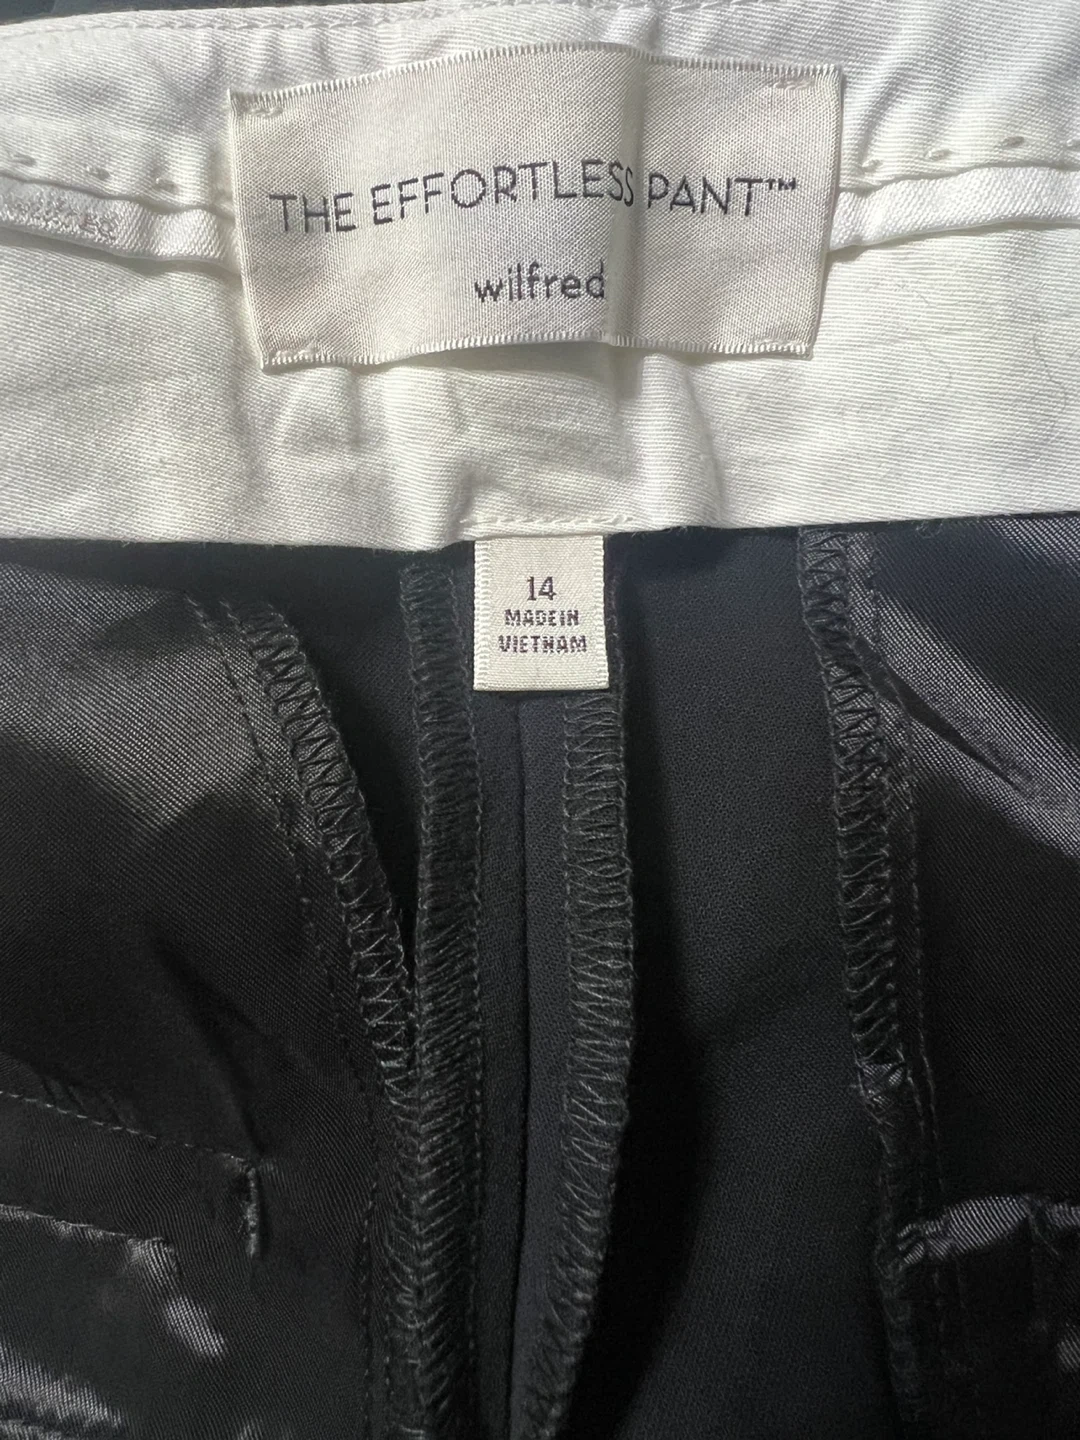 THE EFFORTLESS PANT™
wilfred
14
MADE IN
VIETNAM